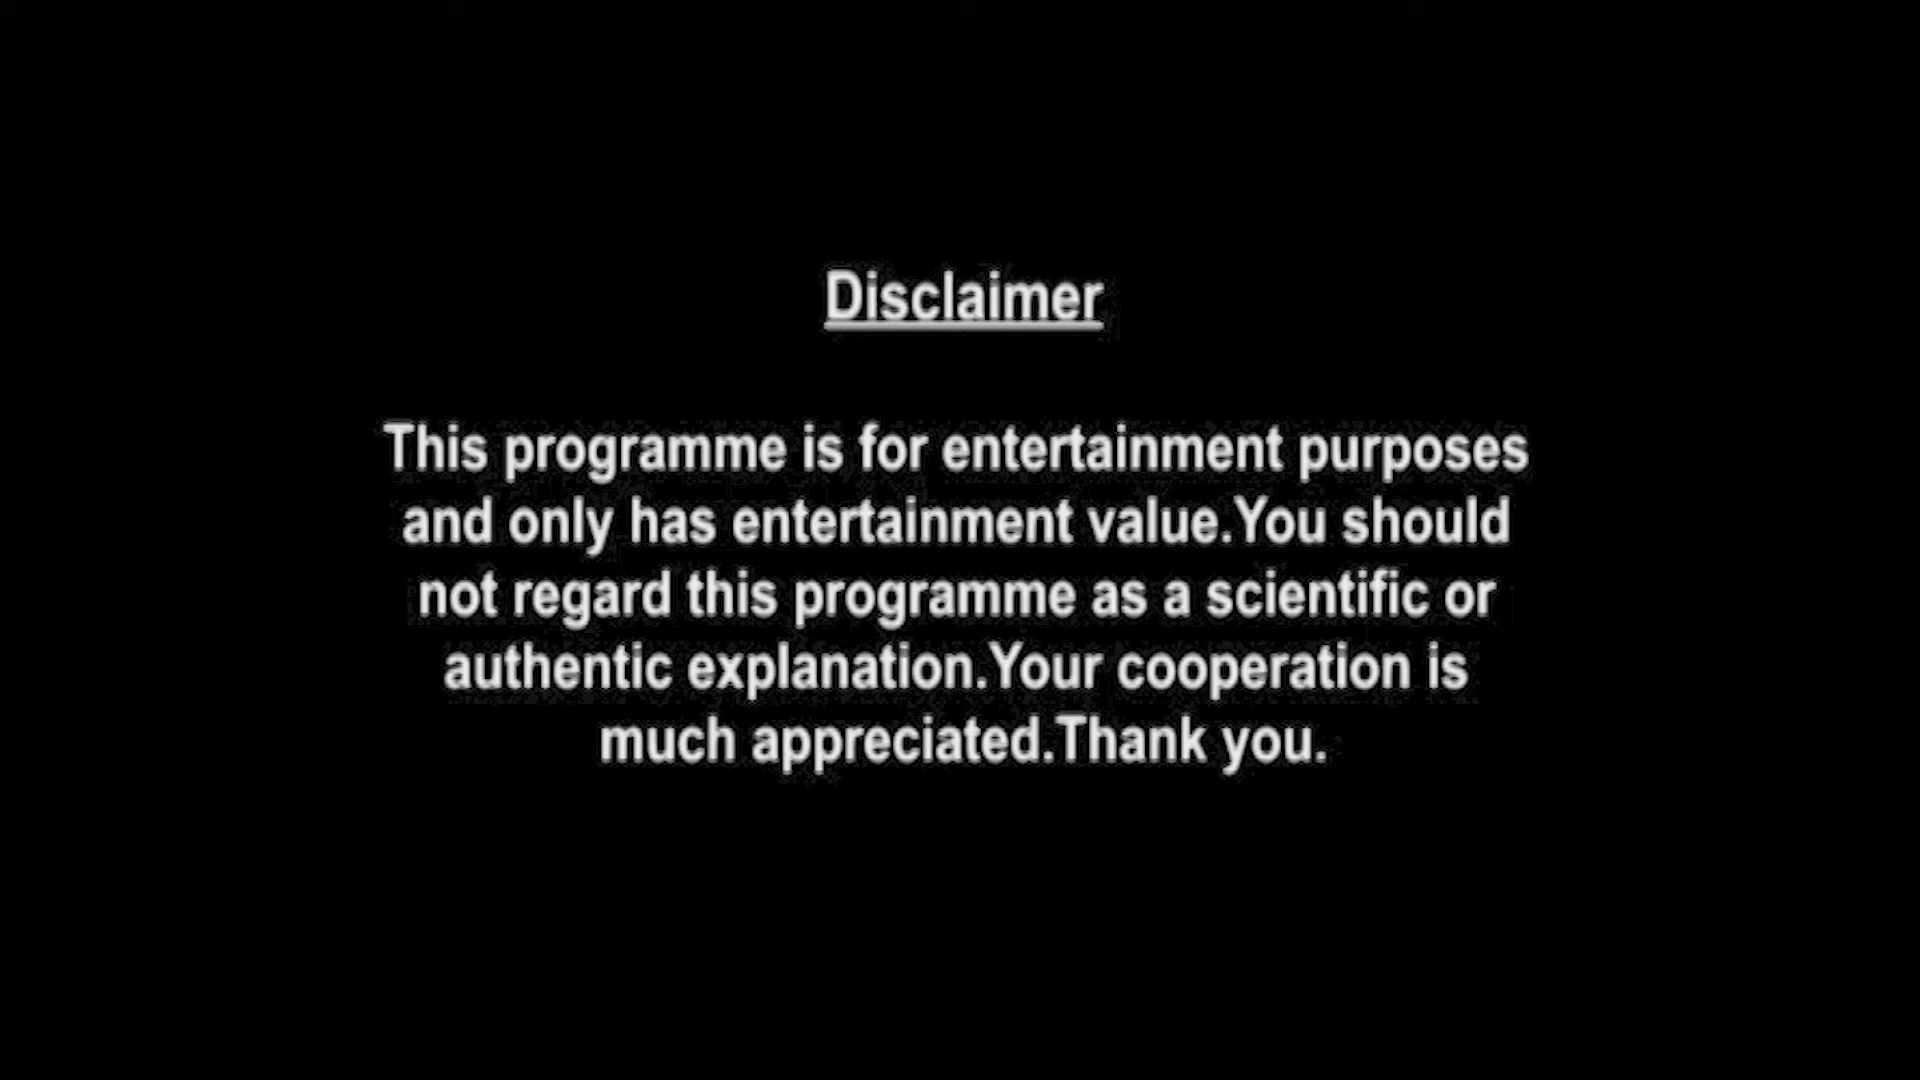 Disclaimer
This programme is for entertainment purposes
and only has entertainment value.You should
not regard this programme as a scientific or
authentic explanation.Your cooperation is
much appreciated.Thank you.